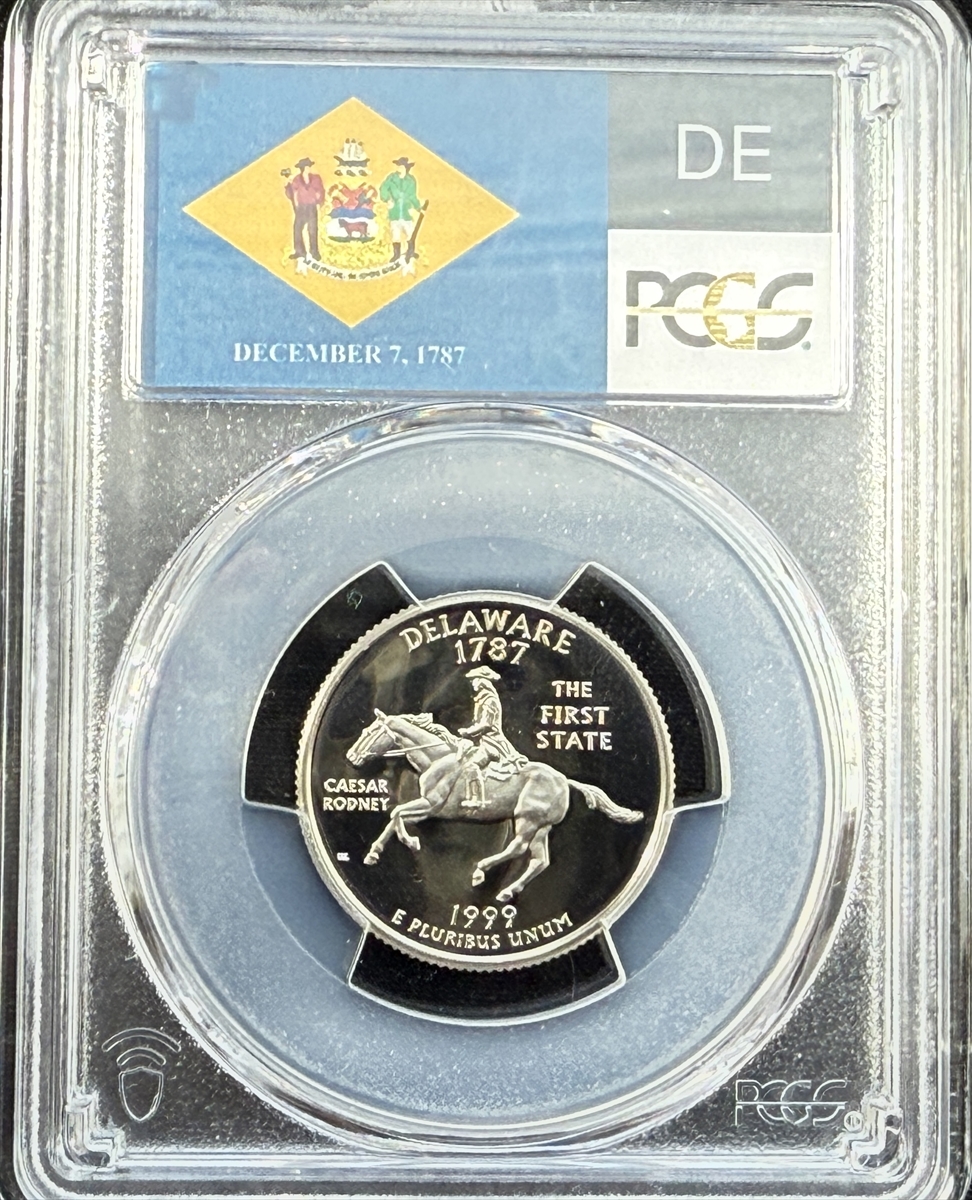 DE
PCGS
DECEMBER 7, 1787
DELAWARE
1787
THE
FIRST
STATE
CAESAR
RODNEY
1999
E PLURIBUS UNUM
PCGS